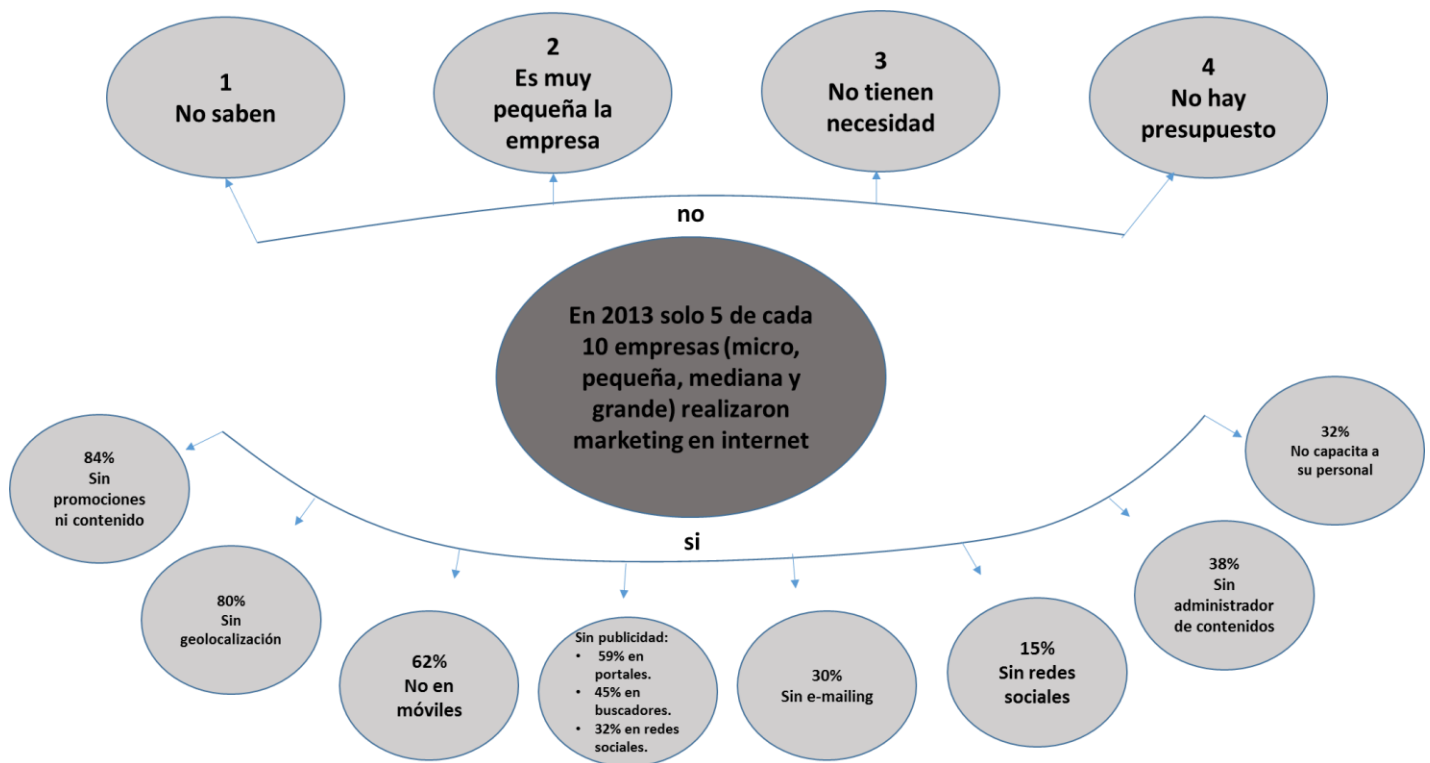 1
No saben
2
Es muy
pequeña la
empresa
3
No tienen
necesidad
4
No hay
presupuesto
no
En 2013 solo 5 de cada
10 empresas (micro,
pequeña, mediana y
grande) realizaron
marketing en internet
si
84%
Sin
promociones
ni contenido
80%
Sin
geolocalización
62%
No en
móviles
Sin publicidad:
• 59% en
portales.
• 45% en
buscadores.
• 32% en redes
sociales.
30%
Sin e-mailing
15%
Sin redes
sociales
38%
Sin
administrador
de contenidos
32%
No capacita a
su personal